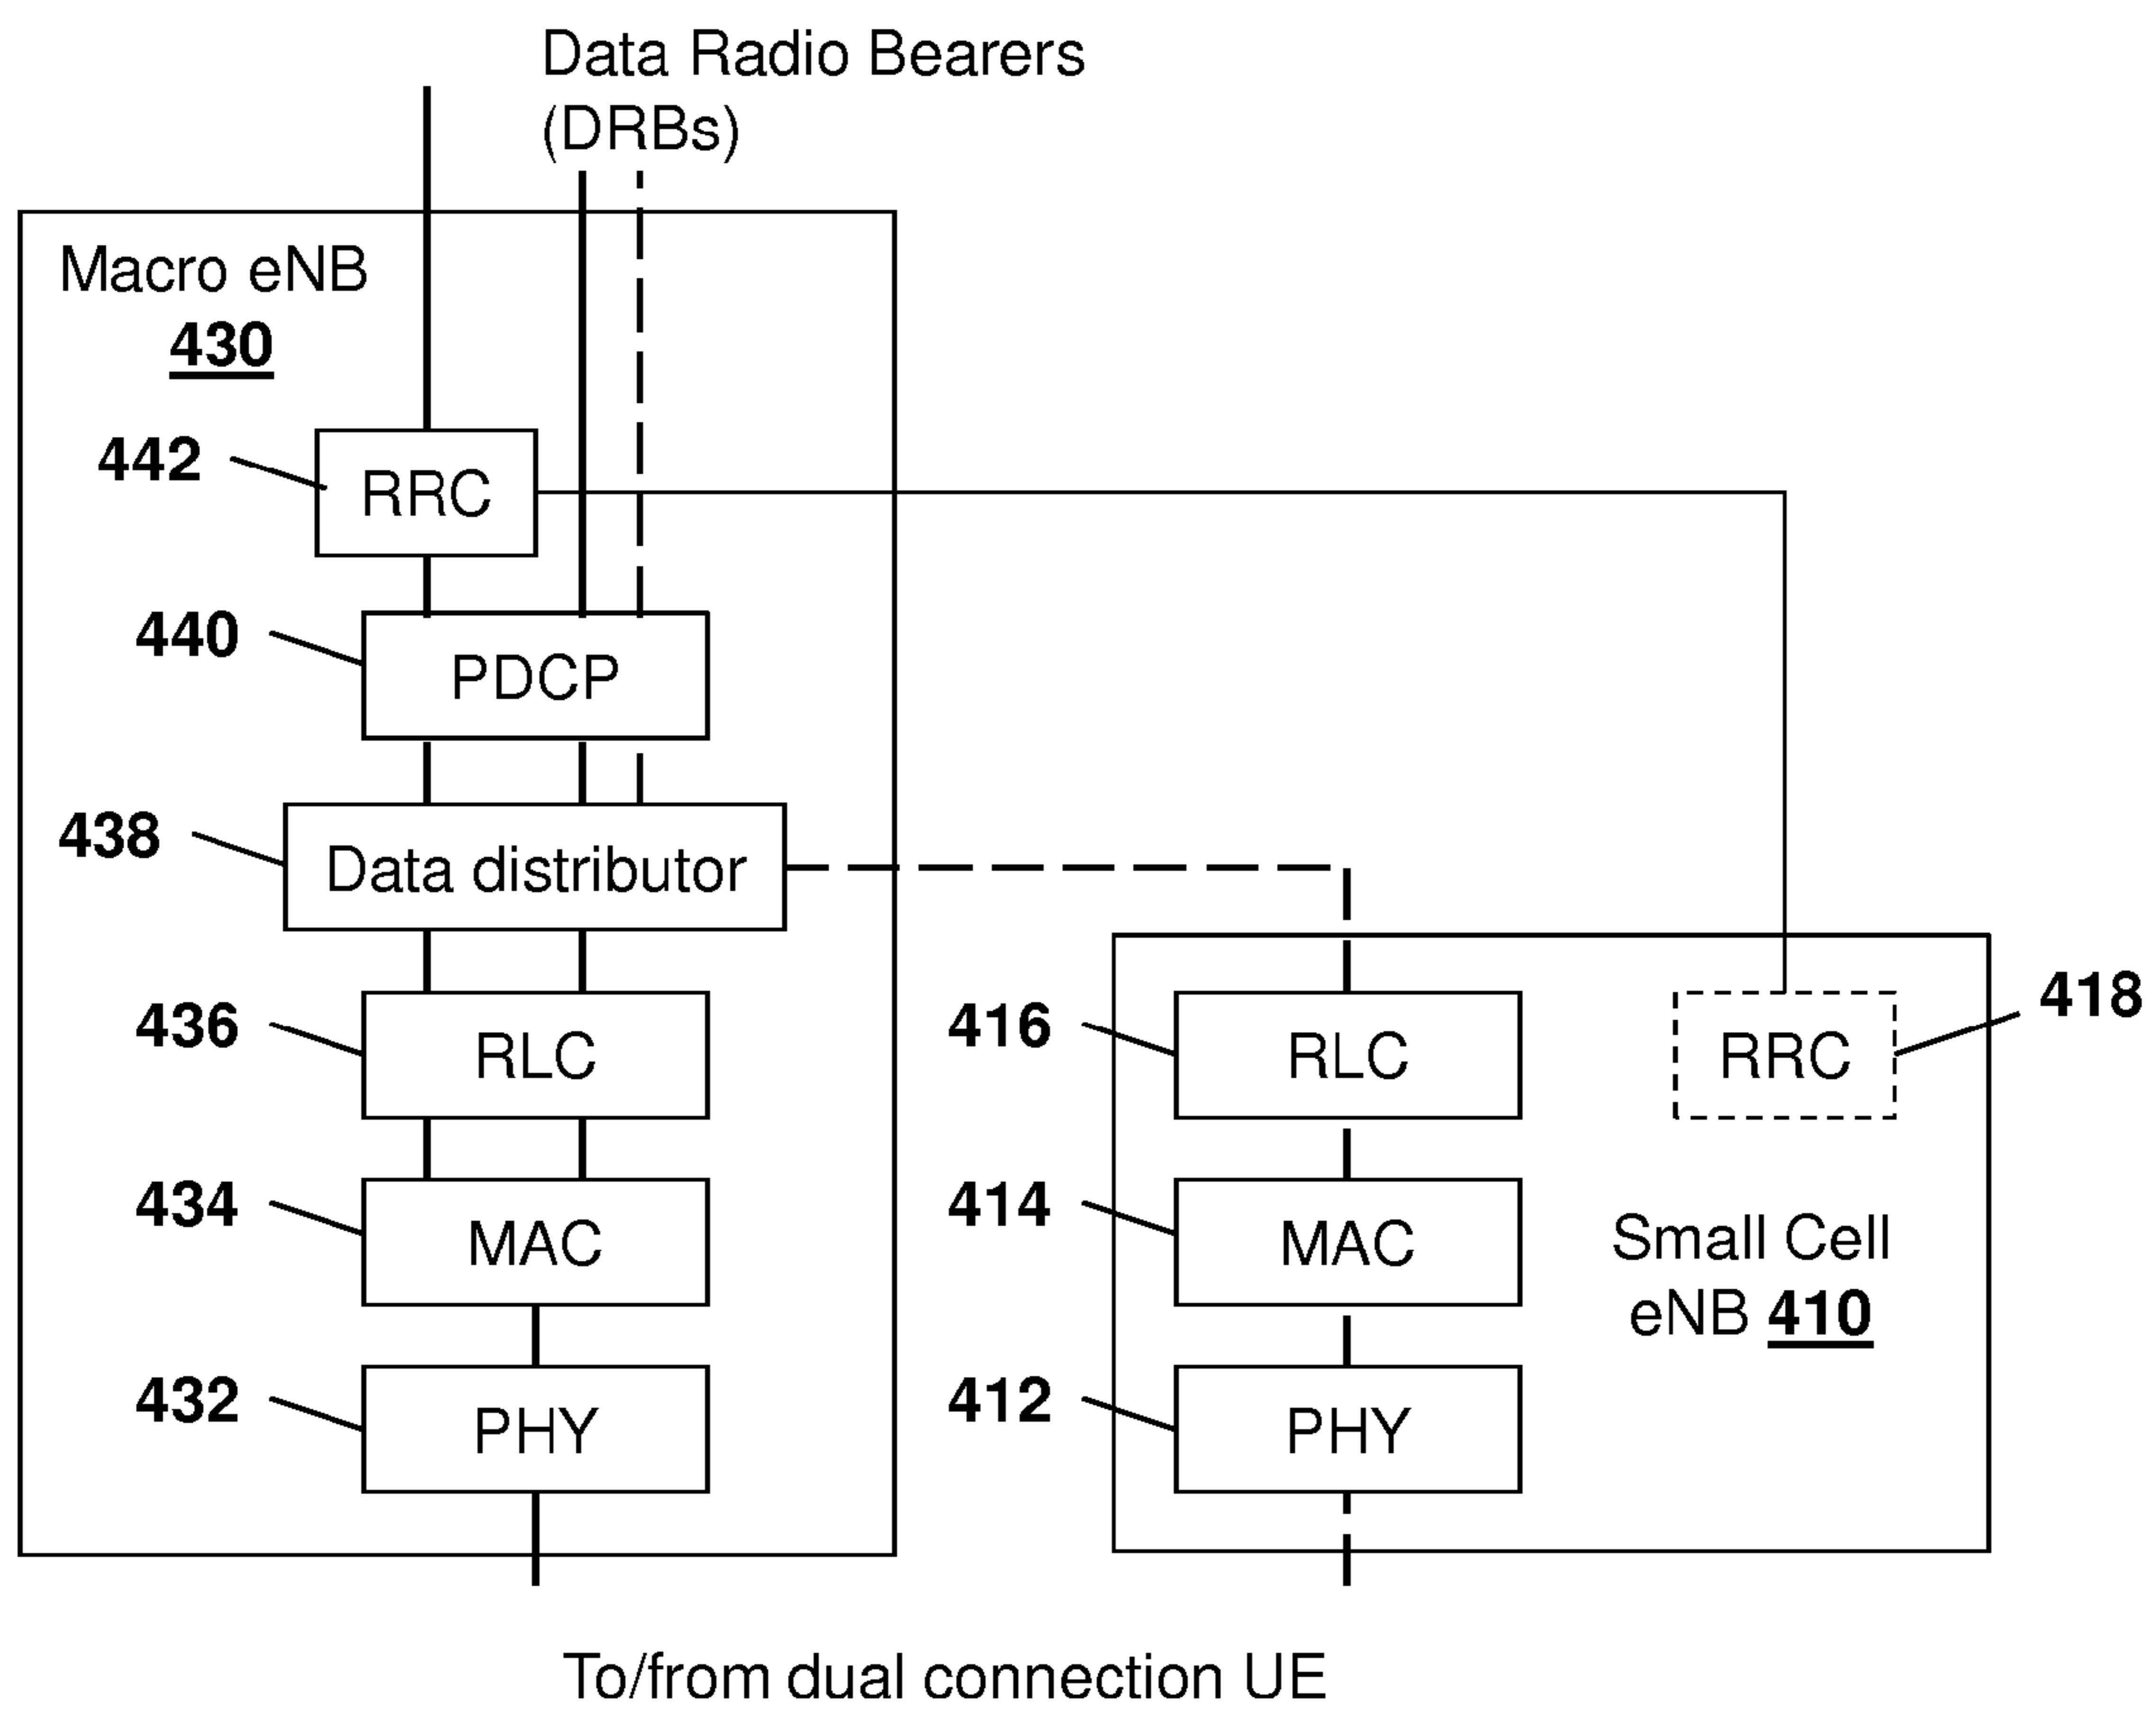 Data Radio Bearers
(DRBs)
Macro eNB
430
442
RRC
440
PDCP
438
Data distributor
436
RLC
434
MAC
432
PHY
416
RLC
RRC
418
414
MAC
Small Cell
eNB 410
412
PHY
To/from dual connection UE